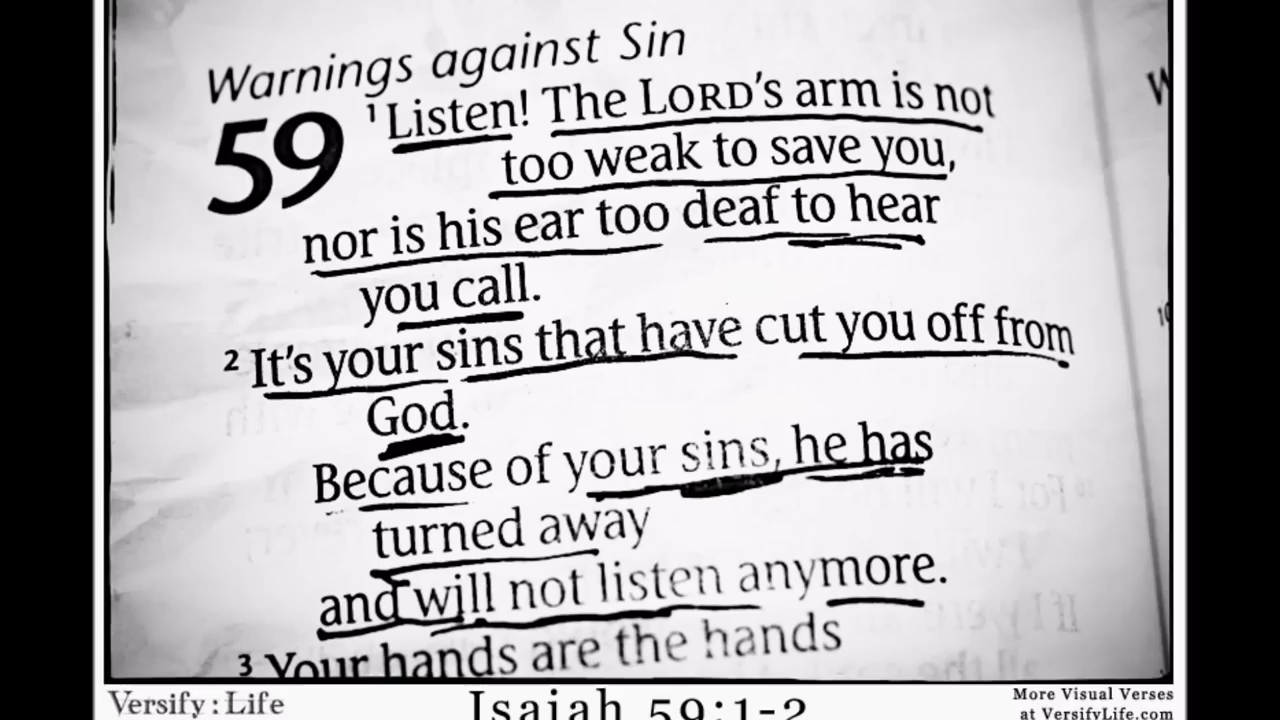 Warnings against Sin
59 1 Listen! The LORD's arm is not
too weak to save you,
nor is his ear too deaf to hear
you call.
2 It's your sins that have cut you off from
God.
Because of your sins, he has
turned away
and will not listen anymore.
3 Your hands are the hands
Versify:Life
Isaiah 59:1-2
More Visual Verses
at VersifyLife.com